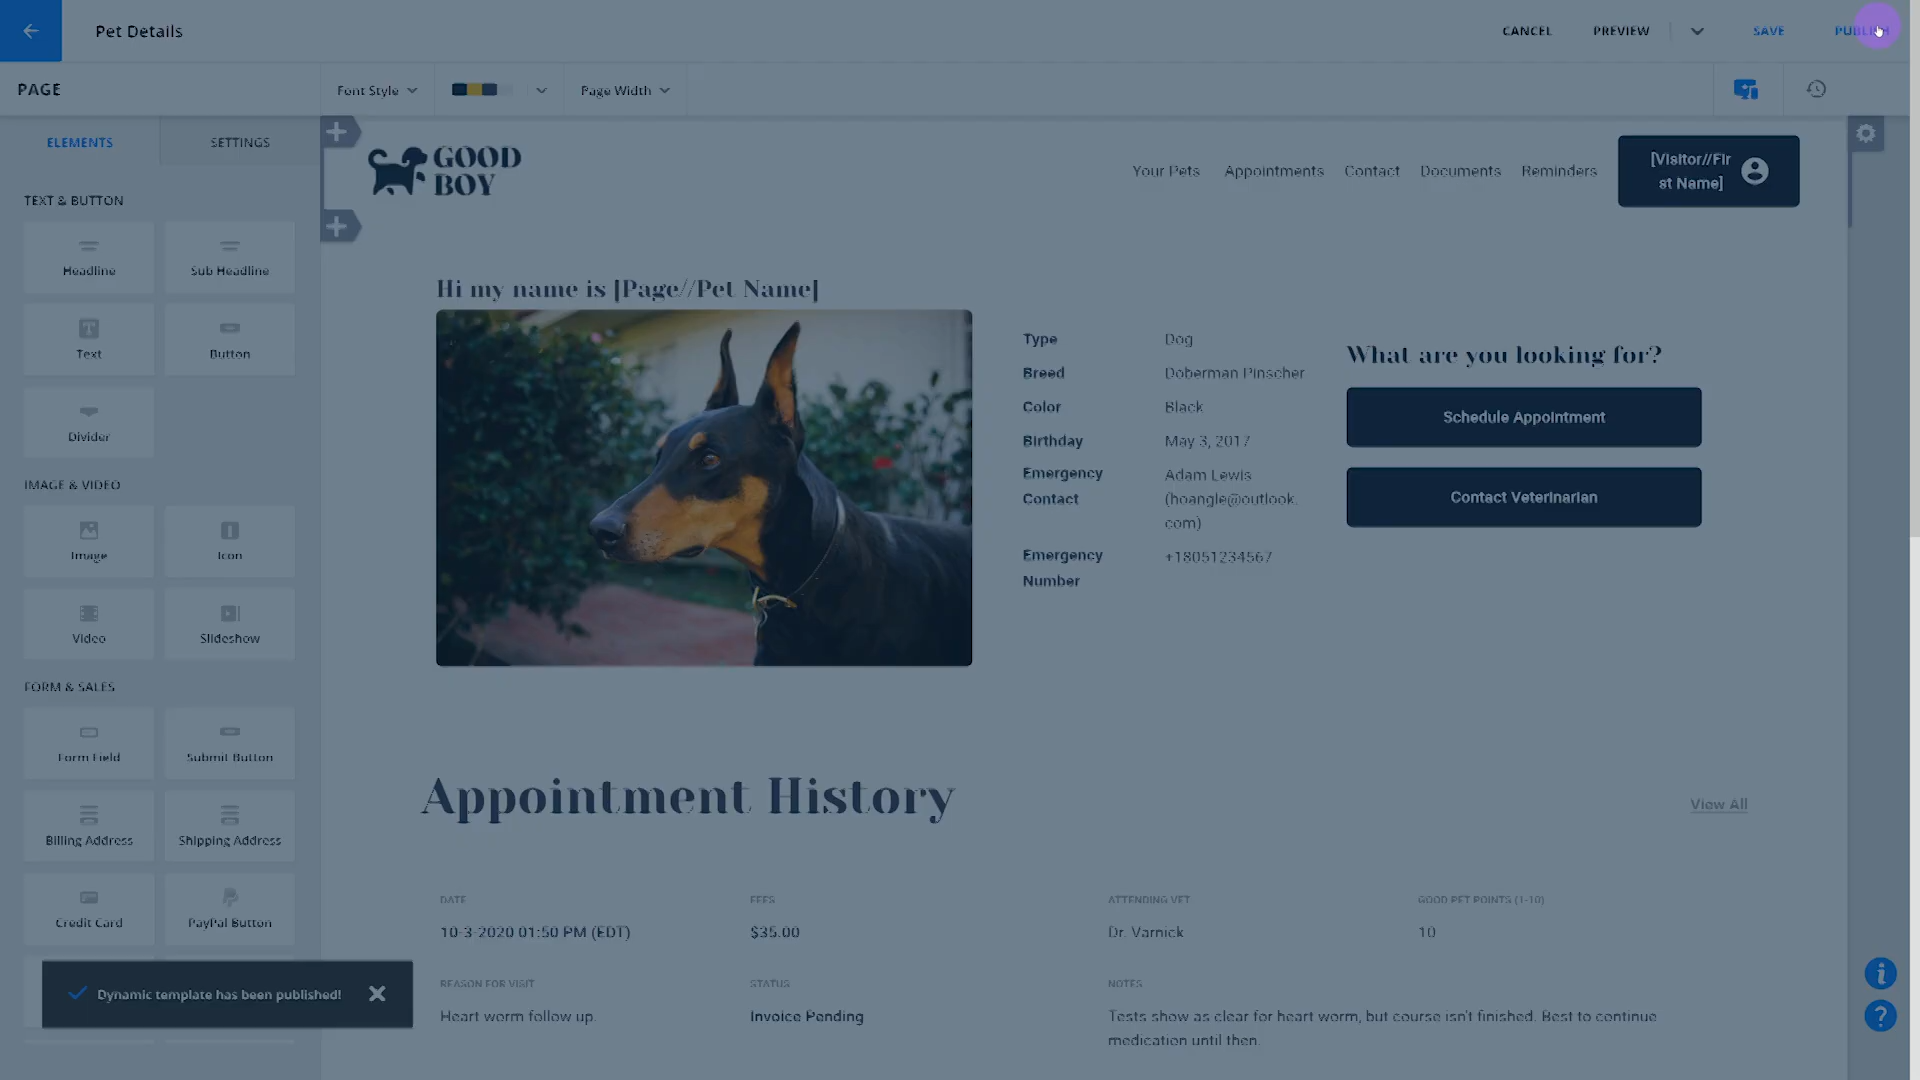 Pet Details
CANCEL
PREVIEW
SAVE
PUBLISH
PAGE
Font Style
Page Width
ELEMENTS
SETTINGS
TEXT & BUTTON
Headline
Sub Headline
Text
Button
Divider
IMAGE & VIDEO
Image
Icon
Video
Slideshow
FORM & SALES
Form Field
Submit Button
Billing Address
Shipping Address
Credit Card
PayPal Button
Dynamic template has been published!
GOOD
BOY
Your Pets
Appointments
Contact
Documents
Reminders
[Visitor//Fir
st Name]
Hi my name is [Page//Pet Name]
Type
Dog
Breed
Doberman Pinscher
Color
Black
Birthday
May 3, 2017
Emergency
Contact
Adam Lewis
(hoangle@outlook.
com)
Emergency
Number
+18051234567
What are you looking for?
Schedule Appointment
Contact Veterinarian
Appointment History
View All
DATE
FEES
ATTENDING VET
GOOD PET POINTS (1-10)
10-3-2020 01:50 PM (EDT)
$35.00
Dr. Varnick
10
REASON FOR VISIT
STATUS
NOTES
Heart worm follow up.
Invoice Pending
Tests show as clear for heart worm, but course isn't finished. Best to continue
medication until then.